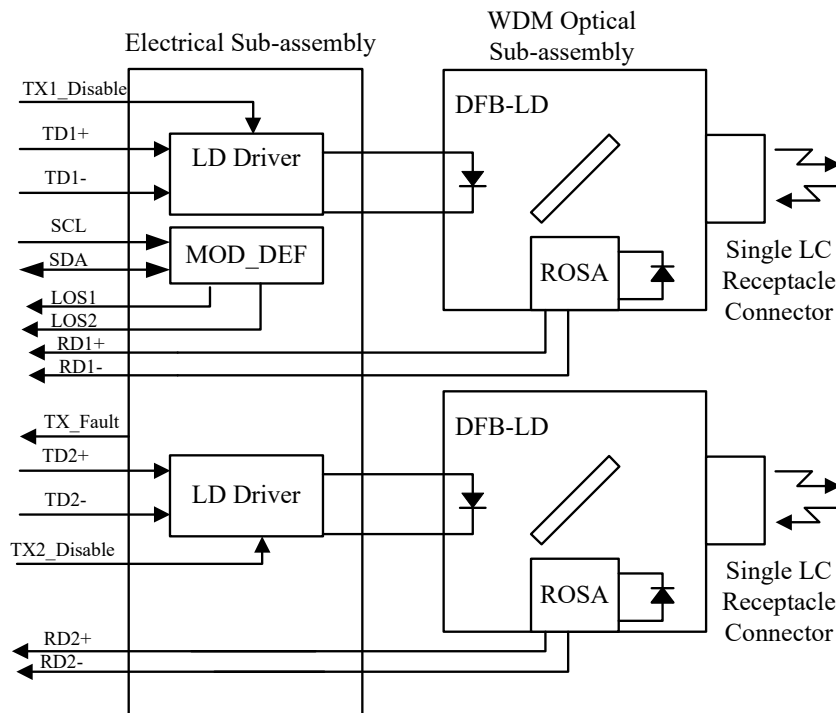 Electrical Sub-assembly
WDM Optical
Sub-assembly
TX1_Disable
TD1+
TD1-
SCL
SDA
LOS1
LOS2
RD1+
RD1-
LD Driver
MOD_DEF
DFB-LD
ROSA
Single LC
Receptacle
Connector
TX_Fault
TD2+
TD2-
TX2_Disable
RD2+
RD2-
LD Driver
DFB-LD
ROSA
Single LC
Receptacle
Connector